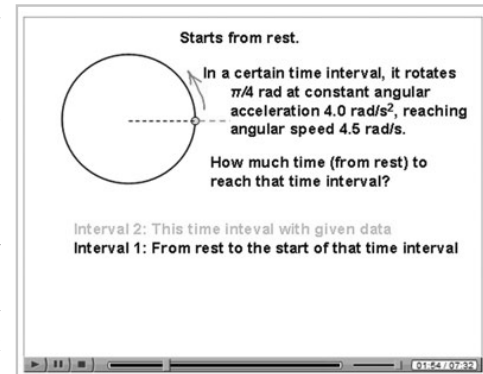 Starts from rest.
In a certain time interval, it rotates
π/4 rad at constant angular
acceleration 4.0 rad/s², reaching
angular speed 4.5 rad/s.
How much time (from rest) to
reach that time interval?
Interval 2: This time inteval with given data
Interval 1: From rest to the start of that time interval
01:54 / 07:32